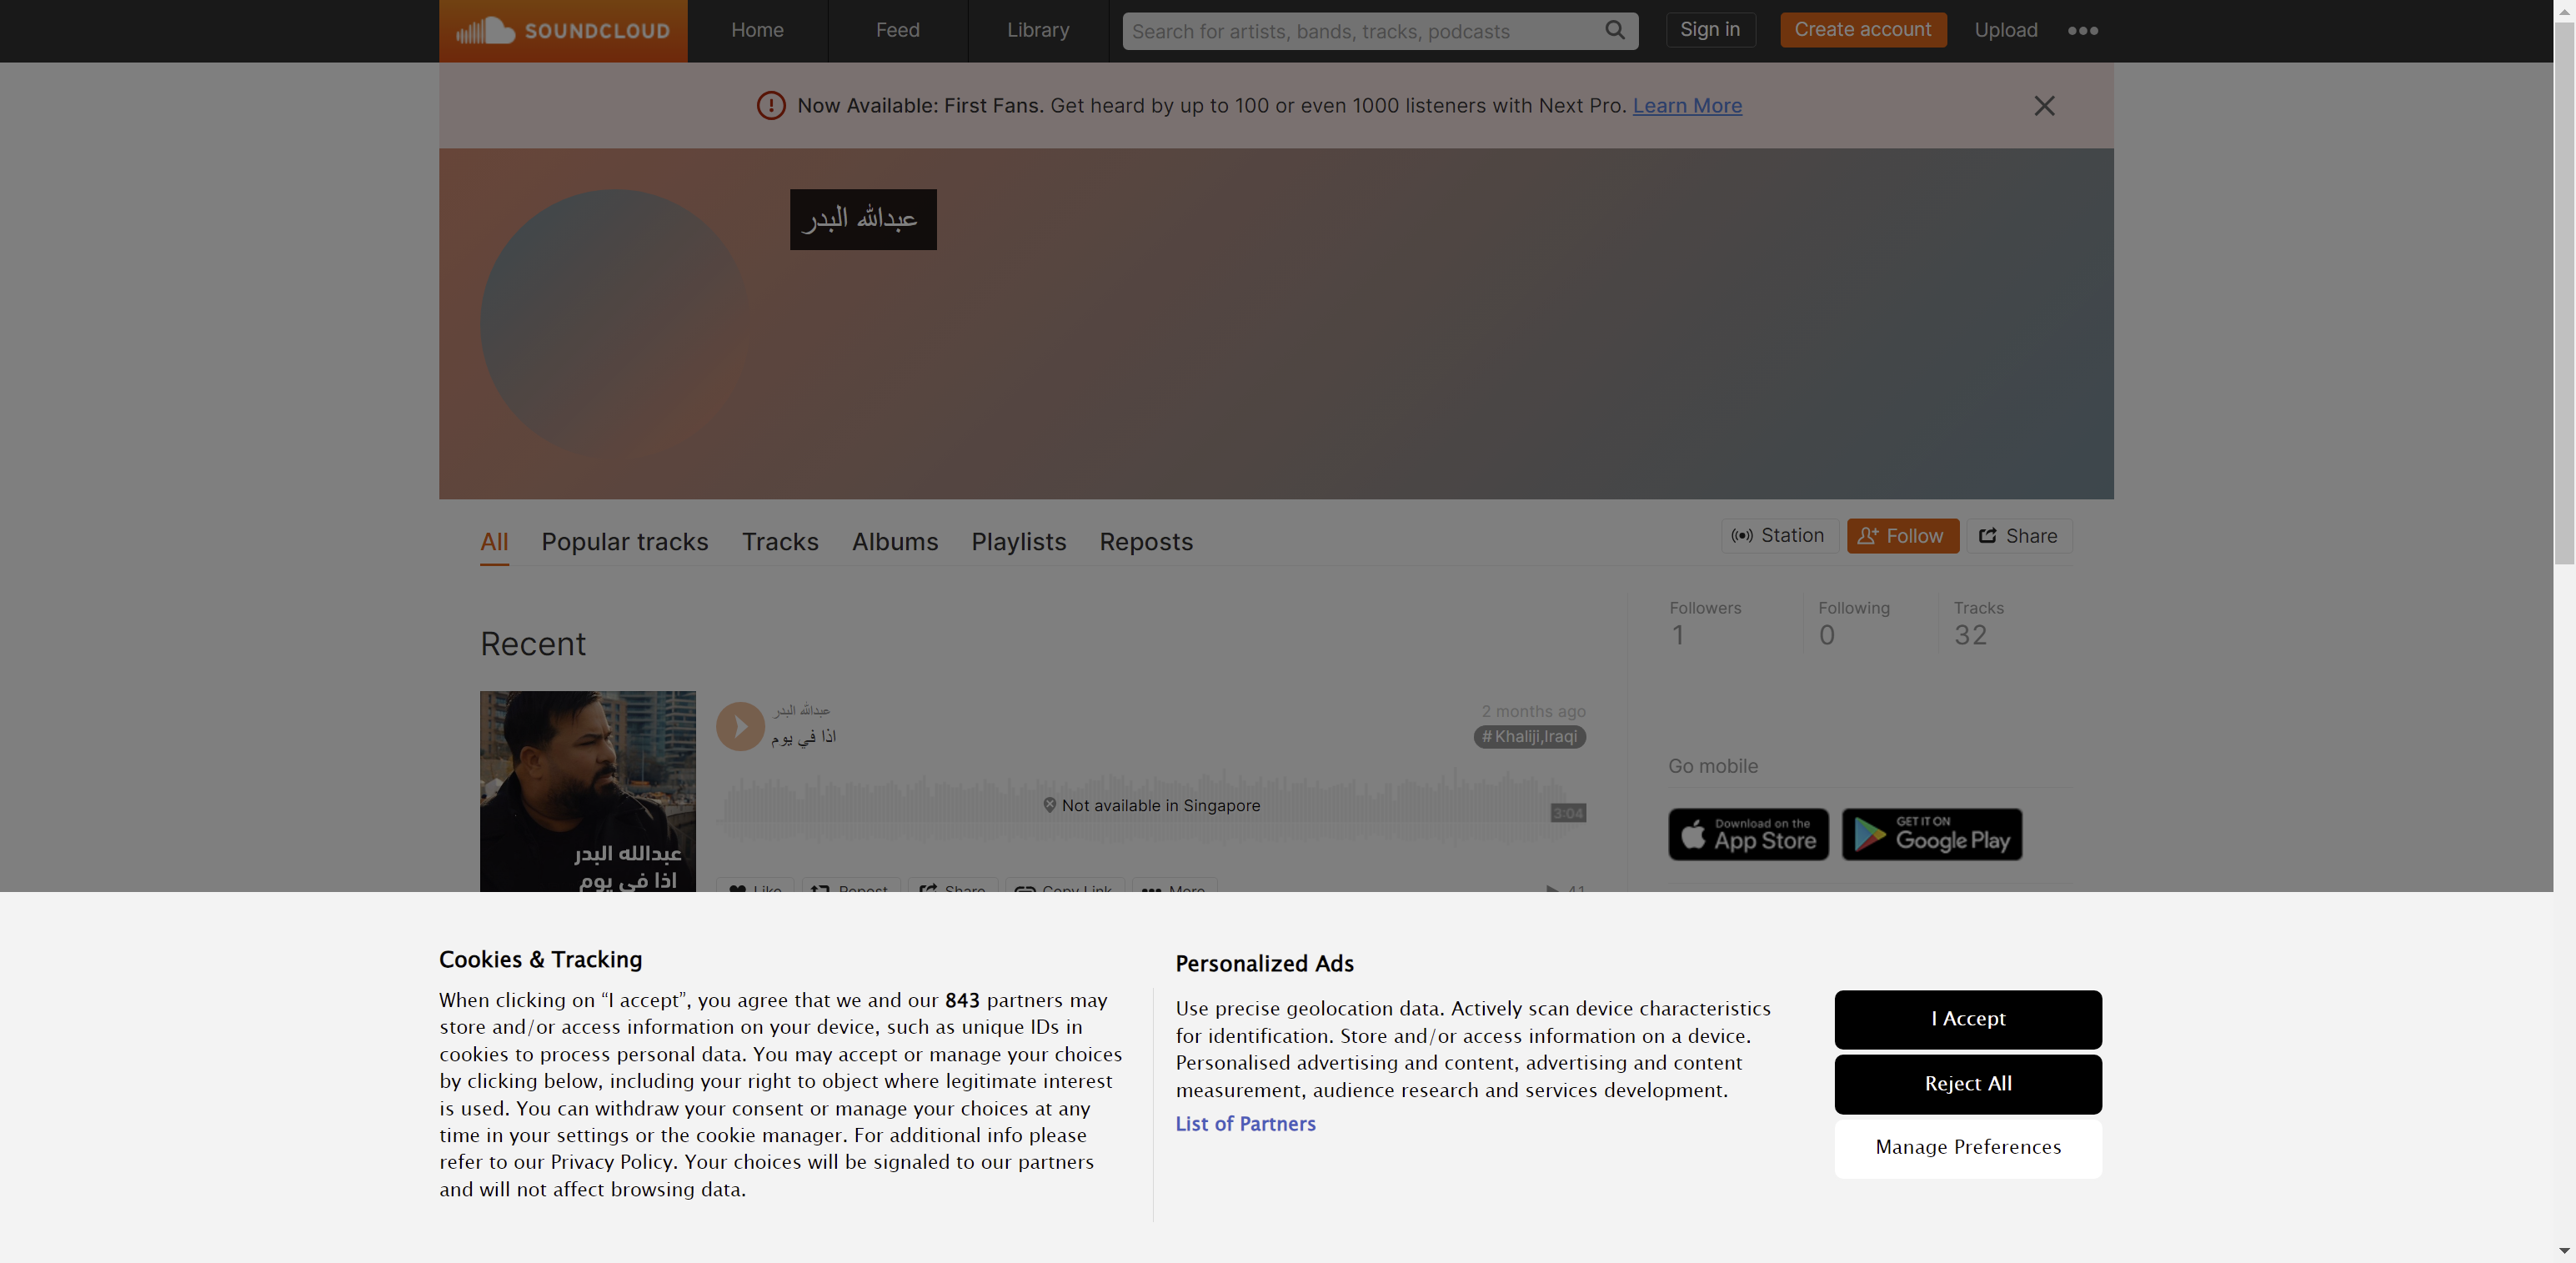 SOUNDCLOUD
Home
Feed
Library
Search for artists, bands, tracks, podcasts
Sign in
Create account
Upload
Now Available: First Fans. Get heard by up to 100 or even 1000 listeners with Next Pro. Learn More
عبدالله البدر
All
Popular tracks
Tracks
Albums
Playlists
Reposts
Station
Follow
Share
Followers
1
Following
0
Tracks
32
Recent
عبدالله البدر
اذا في يوم
عبدالله البدر
اذا في يوم
2 months ago
# Khaliji,Iraqi
Not available in Singapore
3:04
Like
Repost
Share
Copy Link
More
41
Go mobile
Download on the
App Store
GET IT ON
Google Play
Cookies & Tracking
When clicking on “I accept”, you agree that we and our 843 partners may
store and/or access information on your device, such as unique IDs in
cookies to process personal data. You may accept or manage your choices
by clicking below, including your right to object where legitimate interest
is used. You can withdraw your consent or manage your choices at any
time in your settings or the cookie manager. For additional info please
refer to our Privacy Policy. Your choices will be signaled to our partners
and will not affect browsing data.
Personalized Ads
Use precise geolocation data. Actively scan device characteristics
for identification. Store and/or access information on a device.
Personalised advertising and content, advertising and content
measurement, audience research and services development.
List of Partners
I Accept
Reject All
Manage Preferences